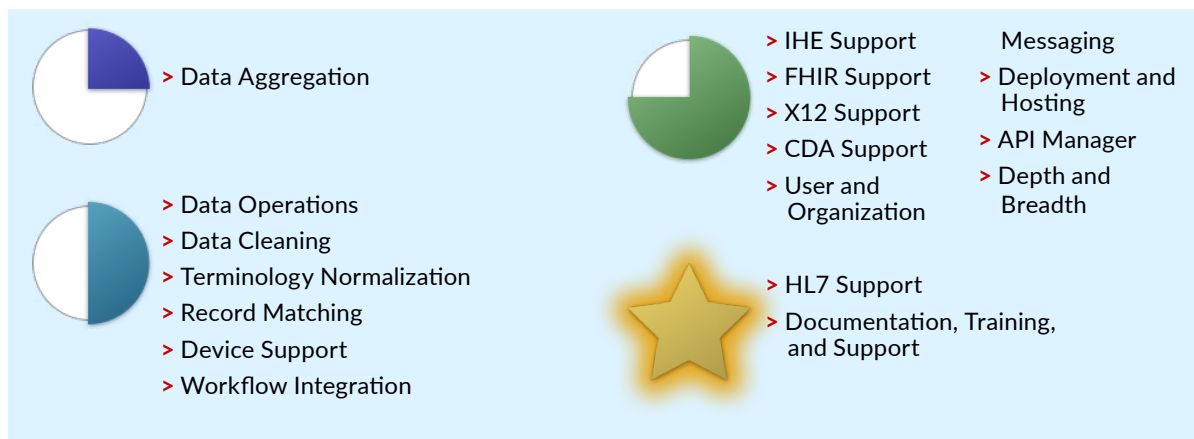 > Data Aggregation
> Data Operations
> Data Cleaning
> Terminology Normalization
> Record Matching
> Device Support
> Workflow Integration
> IHE Support
> FHIR Support
> X12 Support
> CDA Support
> User and
Organization
Messaging
> Deployment and
Hosting
> API Manager
> Depth and
Breadth
> HL7 Support
> Documentation, Training,
and Support